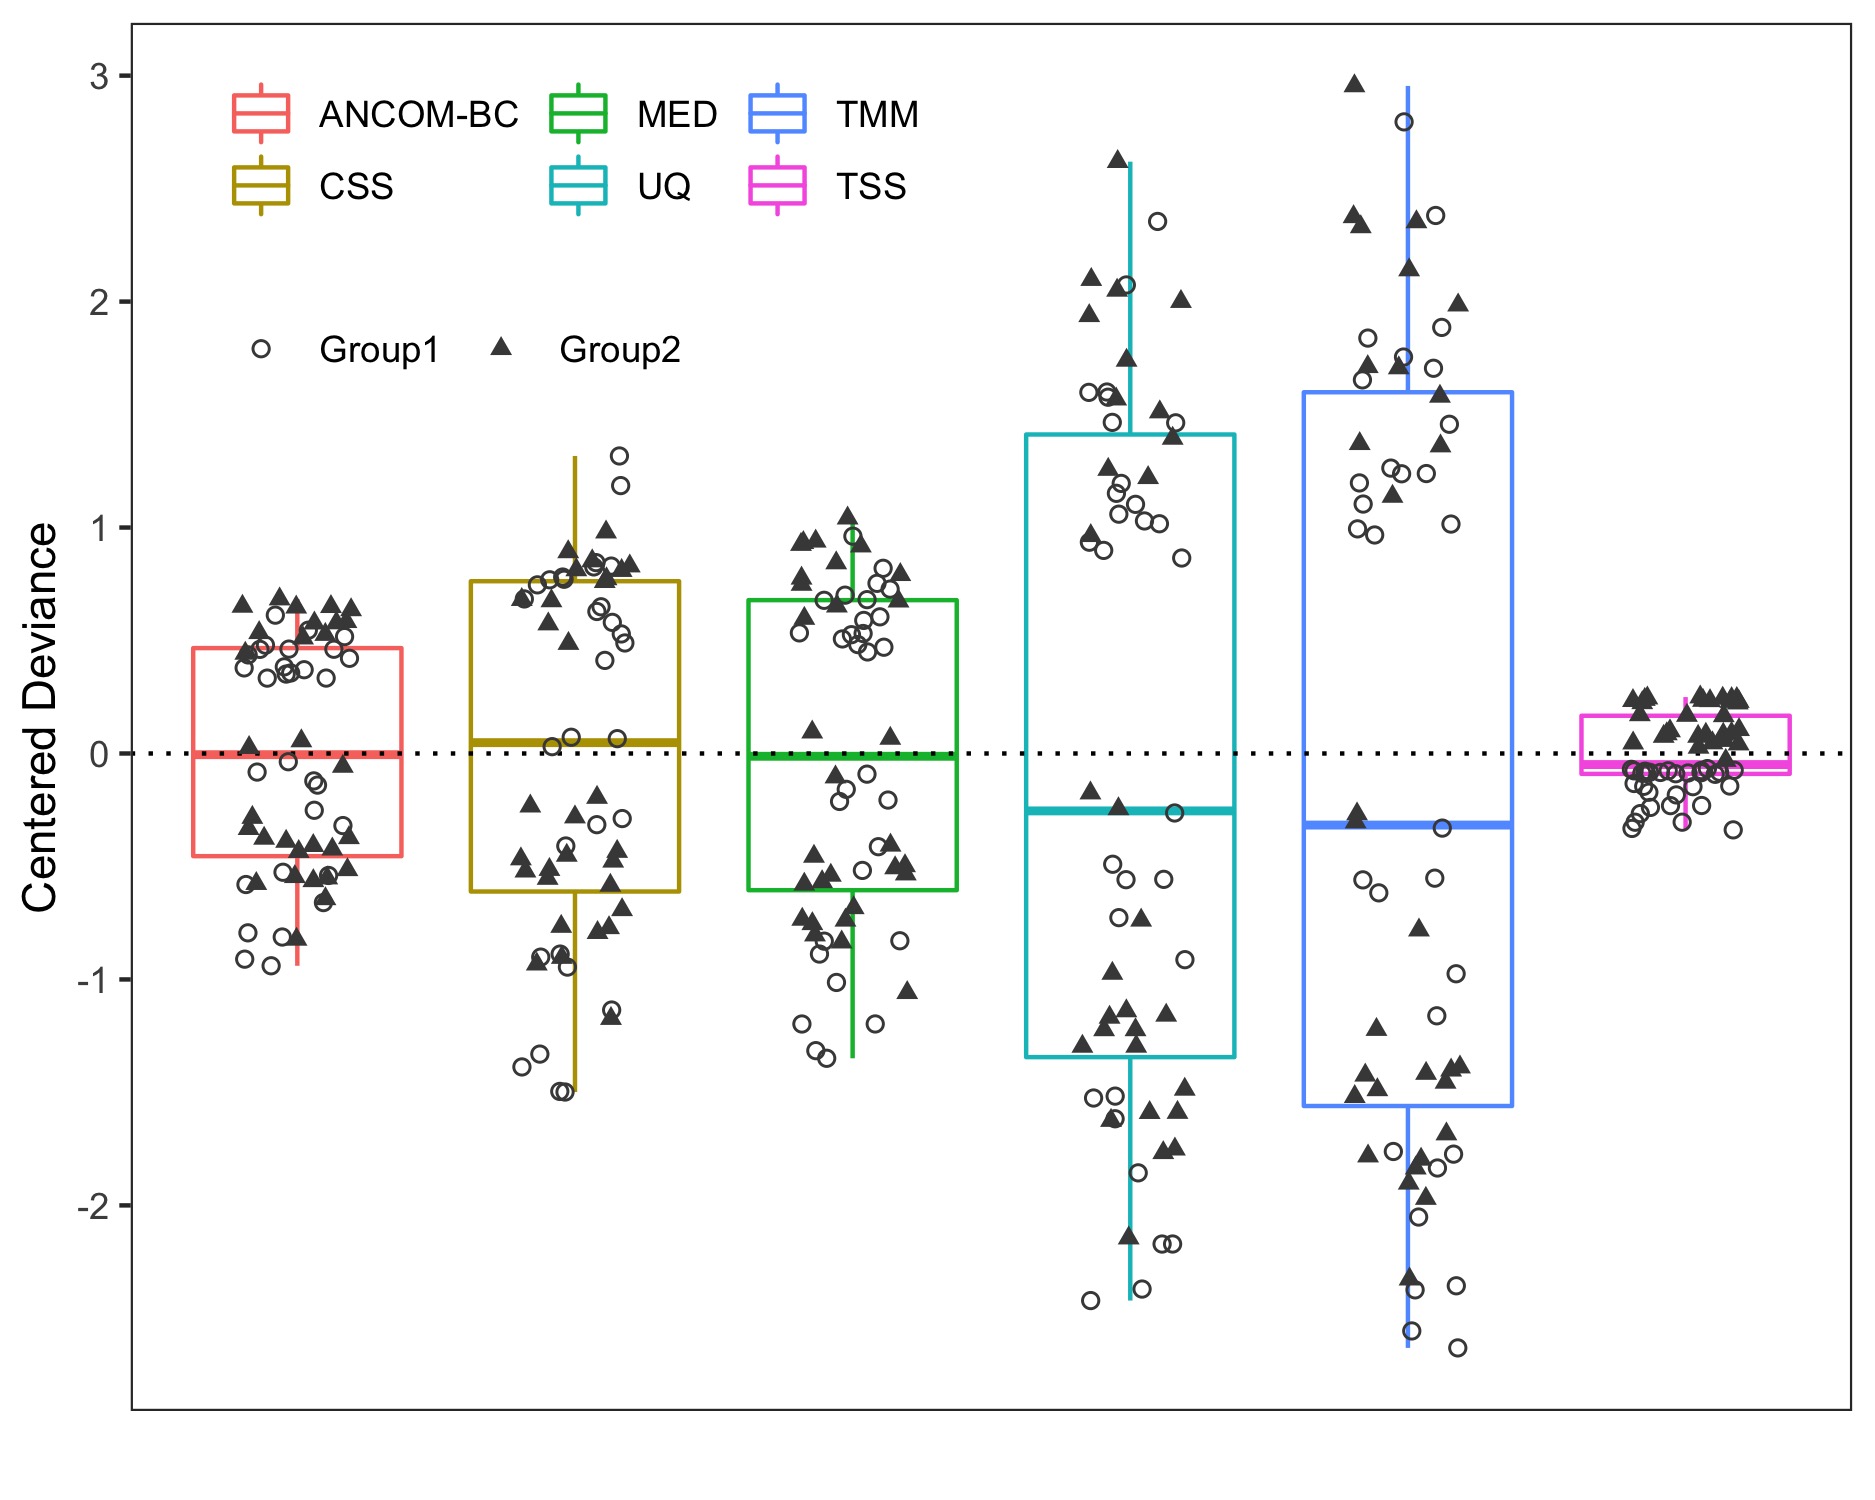 3
ANCOM-BC MED TMM
CSS UQ TSS
2
Group1 Group2
1
Centered Deviance
0
-1
-2